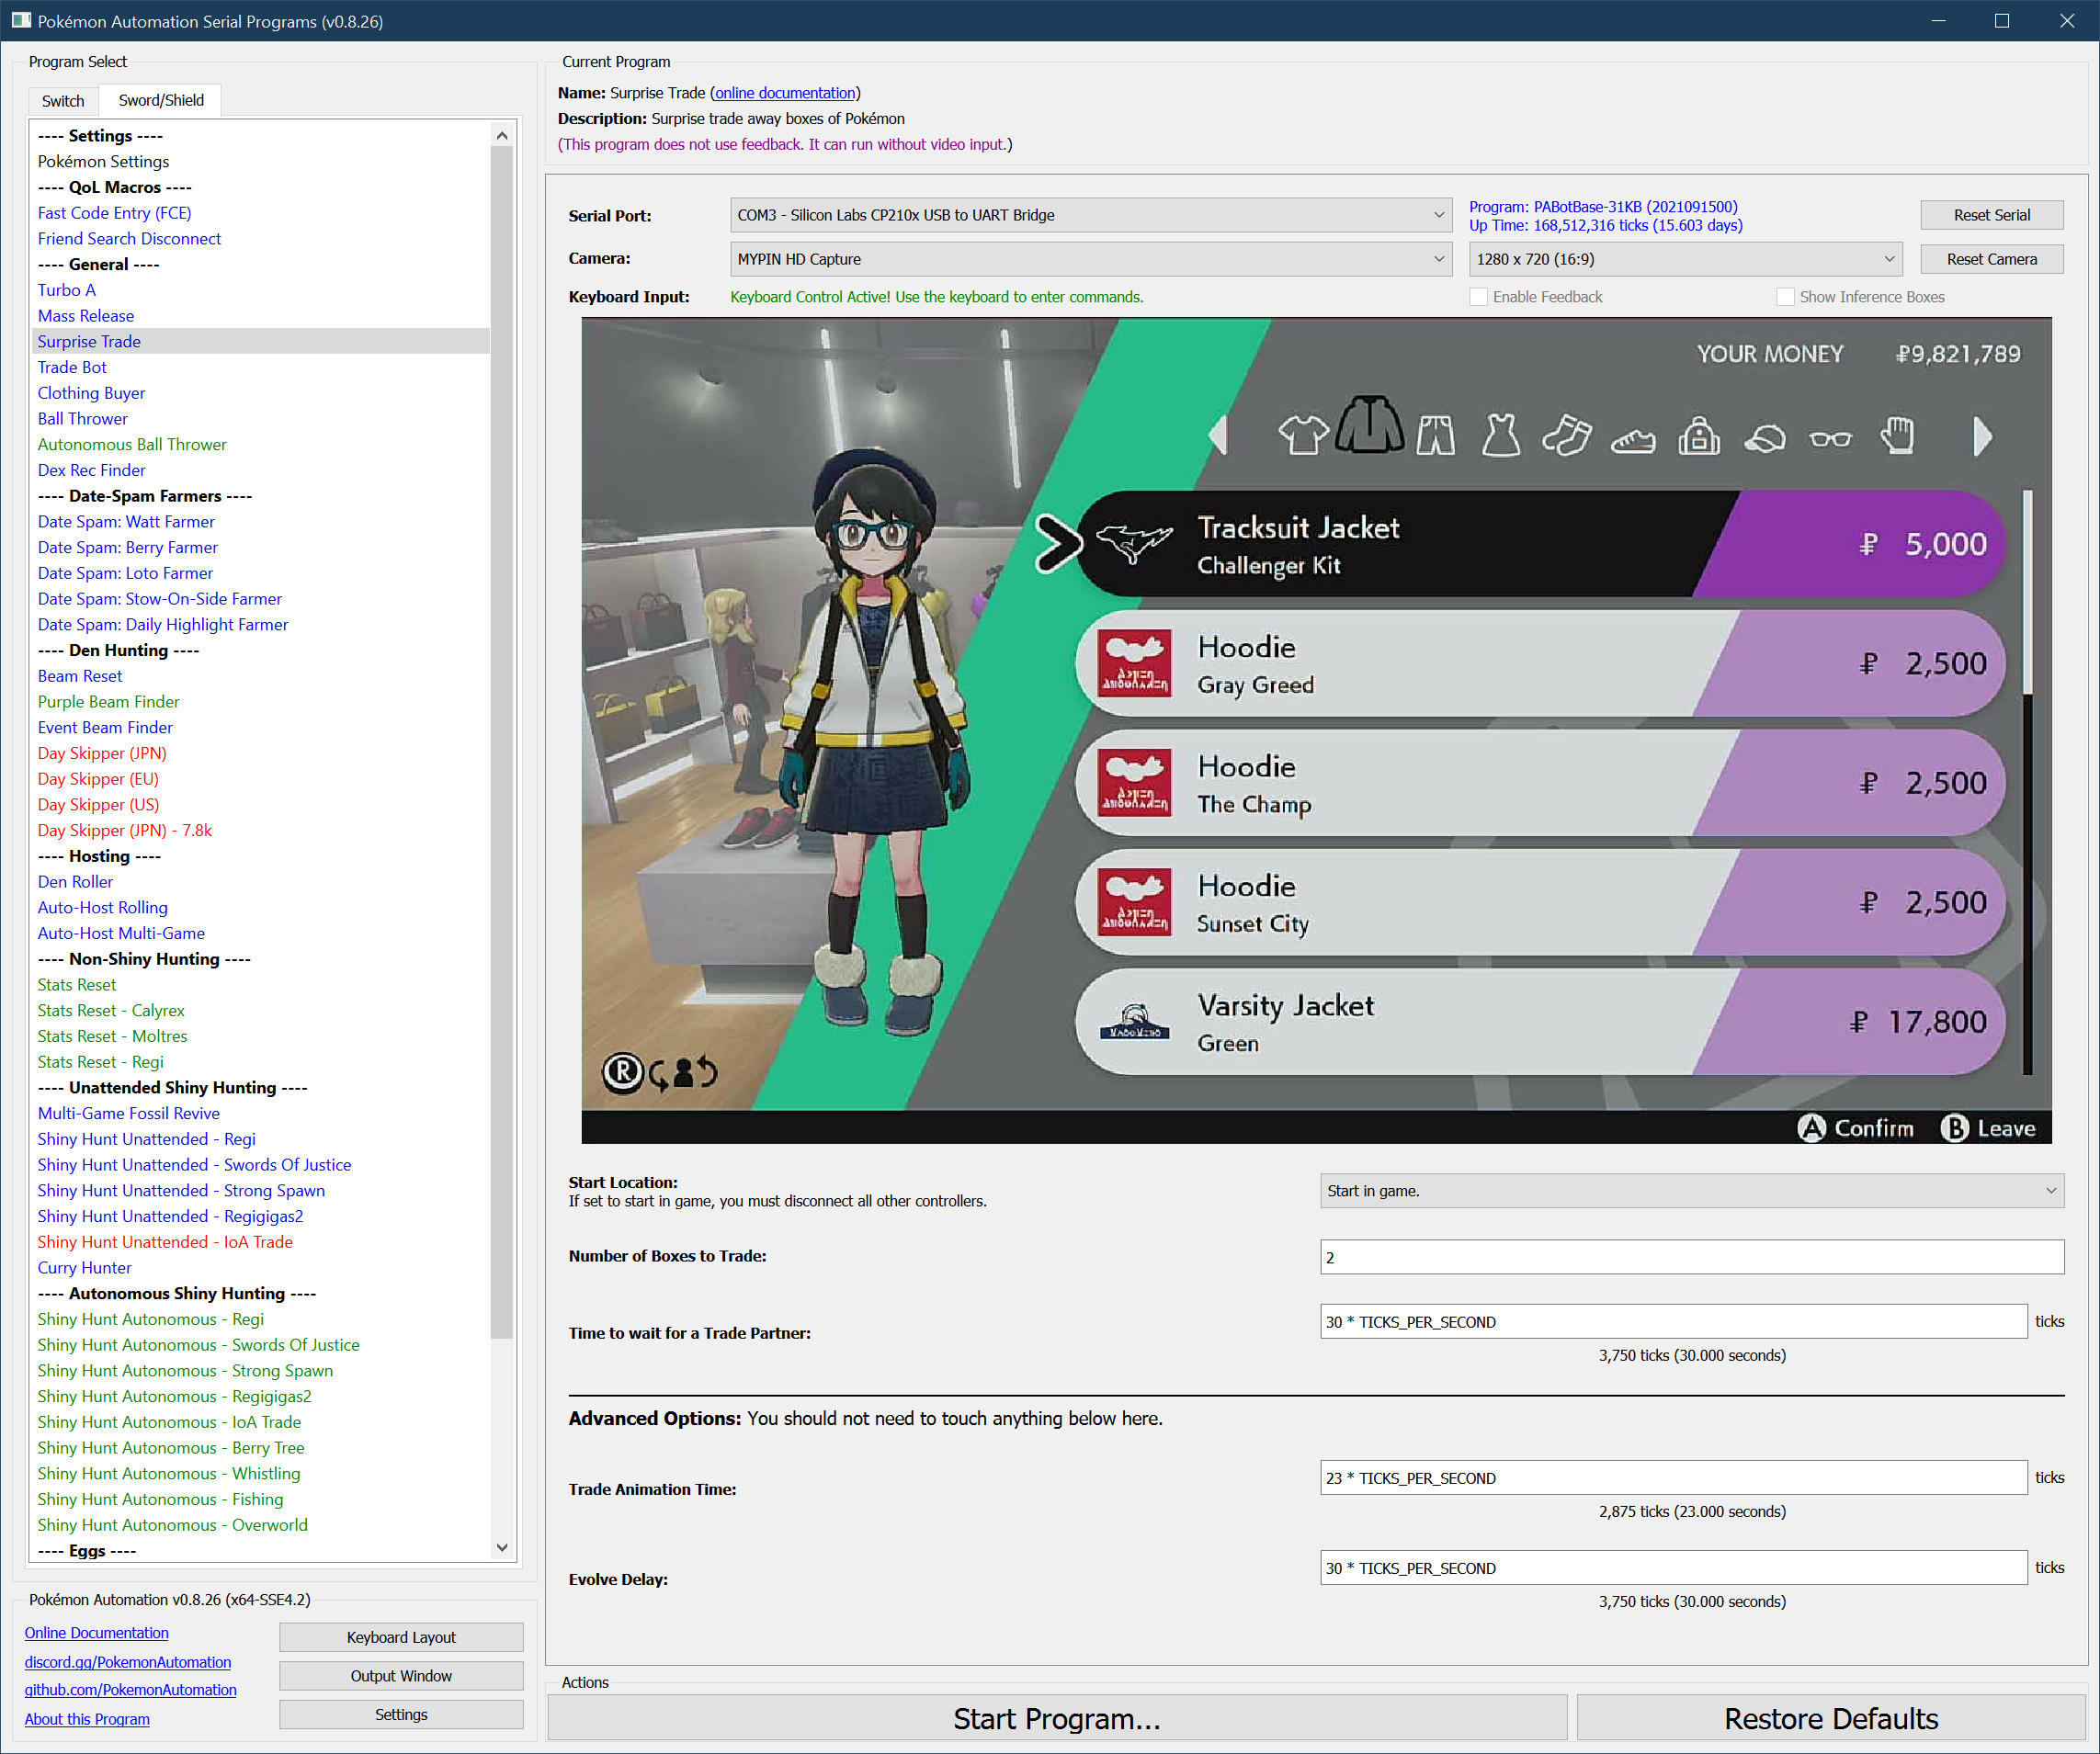 Pokémon Automation Serial Programs (v0.8.26)
Program Select
Switch
Sword/Shield
---- Settings ----
Pokémon Settings
---- QoL Macros ----
Fast Code Entry (FCE)
Friend Search Disconnect
---- General ----
Turbo A
Mass Release
Surprise Trade
Trade Bot
Clothing Buyer
Ball Thrower
Autonomous Ball Thrower
Dex Rec Finder
---- Date-Spam Farmers ----
Date Spam: Watt Farmer
Date Spam: Berry Farmer
Date Spam: Loto Farmer
Date Spam: Stow-On-Side Farmer
Date Spam: Daily Highlight Farmer
---- Den Hunting ----
Beam Reset
Purple Beam Finder
Event Beam Finder
Day Skipper (JPN)
Day Skipper (EU)
Day Skipper (US)
Day Skipper (JPN) - 7.8k
---- Hosting ----
Den Roller
Auto-Host Rolling
Auto-Host Multi-Game
---- Non-Shiny Hunting ----
Stats Reset
Stats Reset - Calyrex
Stats Reset - Moltres
Stats Reset - Regi
---- Unattended Shiny Hunting ----
Multi-Game Fossil Revive
Shiny Hunt Unattended - Regi
Shiny Hunt Unattended - Swords Of Justice
Shiny Hunt Unattended - Strong Spawn
Shiny Hunt Unattended - Regigigas2
Shiny Hunt Unattended - IoA Trade
Curry Hunter
---- Autonomous Shiny Hunting ----
Shiny Hunt Autonomous - Regi
Shiny Hunt Autonomous - Swords Of Justice
Shiny Hunt Autonomous - Strong Spawn
Shiny Hunt Autonomous - Regigigas2
Shiny Hunt Autonomous - IoA Trade
Shiny Hunt Autonomous - Berry Tree
Shiny Hunt Autonomous - Whistling
Shiny Hunt Autonomous - Fishing
Shiny Hunt Autonomous - Overworld
---- Eggs ----
Pokémon Automation v0.8.26 (x64-SSE4.2)
Online Documentation
discord.gg/PokemonAutomation
github.com/PokemonAutomation
About this Program
Keyboard Layout
Output Window
Settings
Current Program
Name: Surprise Trade (online documentation)
Description: Surprise trade away boxes of Pokémon
(This program does not use feedback. It can run without video input.)
Serial Port:
COM3 - Silicon Labs CP210x USB to UART Bridge
Program: PABotBase-31KB (2021091500)
Up Time: 168,512,316 ticks (15.603 days)
Reset Serial
Camera:
MYPIN HD Capture
1280 x 720 (16:9)
Reset Camera
Keyboard Input:
Keyboard Control Active! Use the keyboard to enter commands.
Enable Feedback
Show Inference Boxes
YOUR MONEY ₽9,821,789
Tracksuit Jacket
Challenger Kit
₽ 5,000
Hoodie
Gray Greed
₽ 2,500
Hoodie
The Champ
₽ 2,500
Hoodie
Sunset City
₽ 2,500
Varsity Jacket
Green
₽ 17,800
R
A Confirm B Leave
Start Location:
If set to start in game, you must disconnect all other controllers.
Start in game.
Number of Boxes to Trade:
2
Time to wait for a Trade Partner:
30 * TICKS_PER_SECOND
ticks
3,750 ticks (30.000 seconds)
Advanced Options: You should not need to touch anything below here.
Trade Animation Time:
23 * TICKS_PER_SECOND
ticks
2,875 ticks (23.000 seconds)
Evolve Delay:
30 * TICKS_PER_SECOND
ticks
3,750 ticks (30.000 seconds)
Actions
Start Program...
Restore Defaults